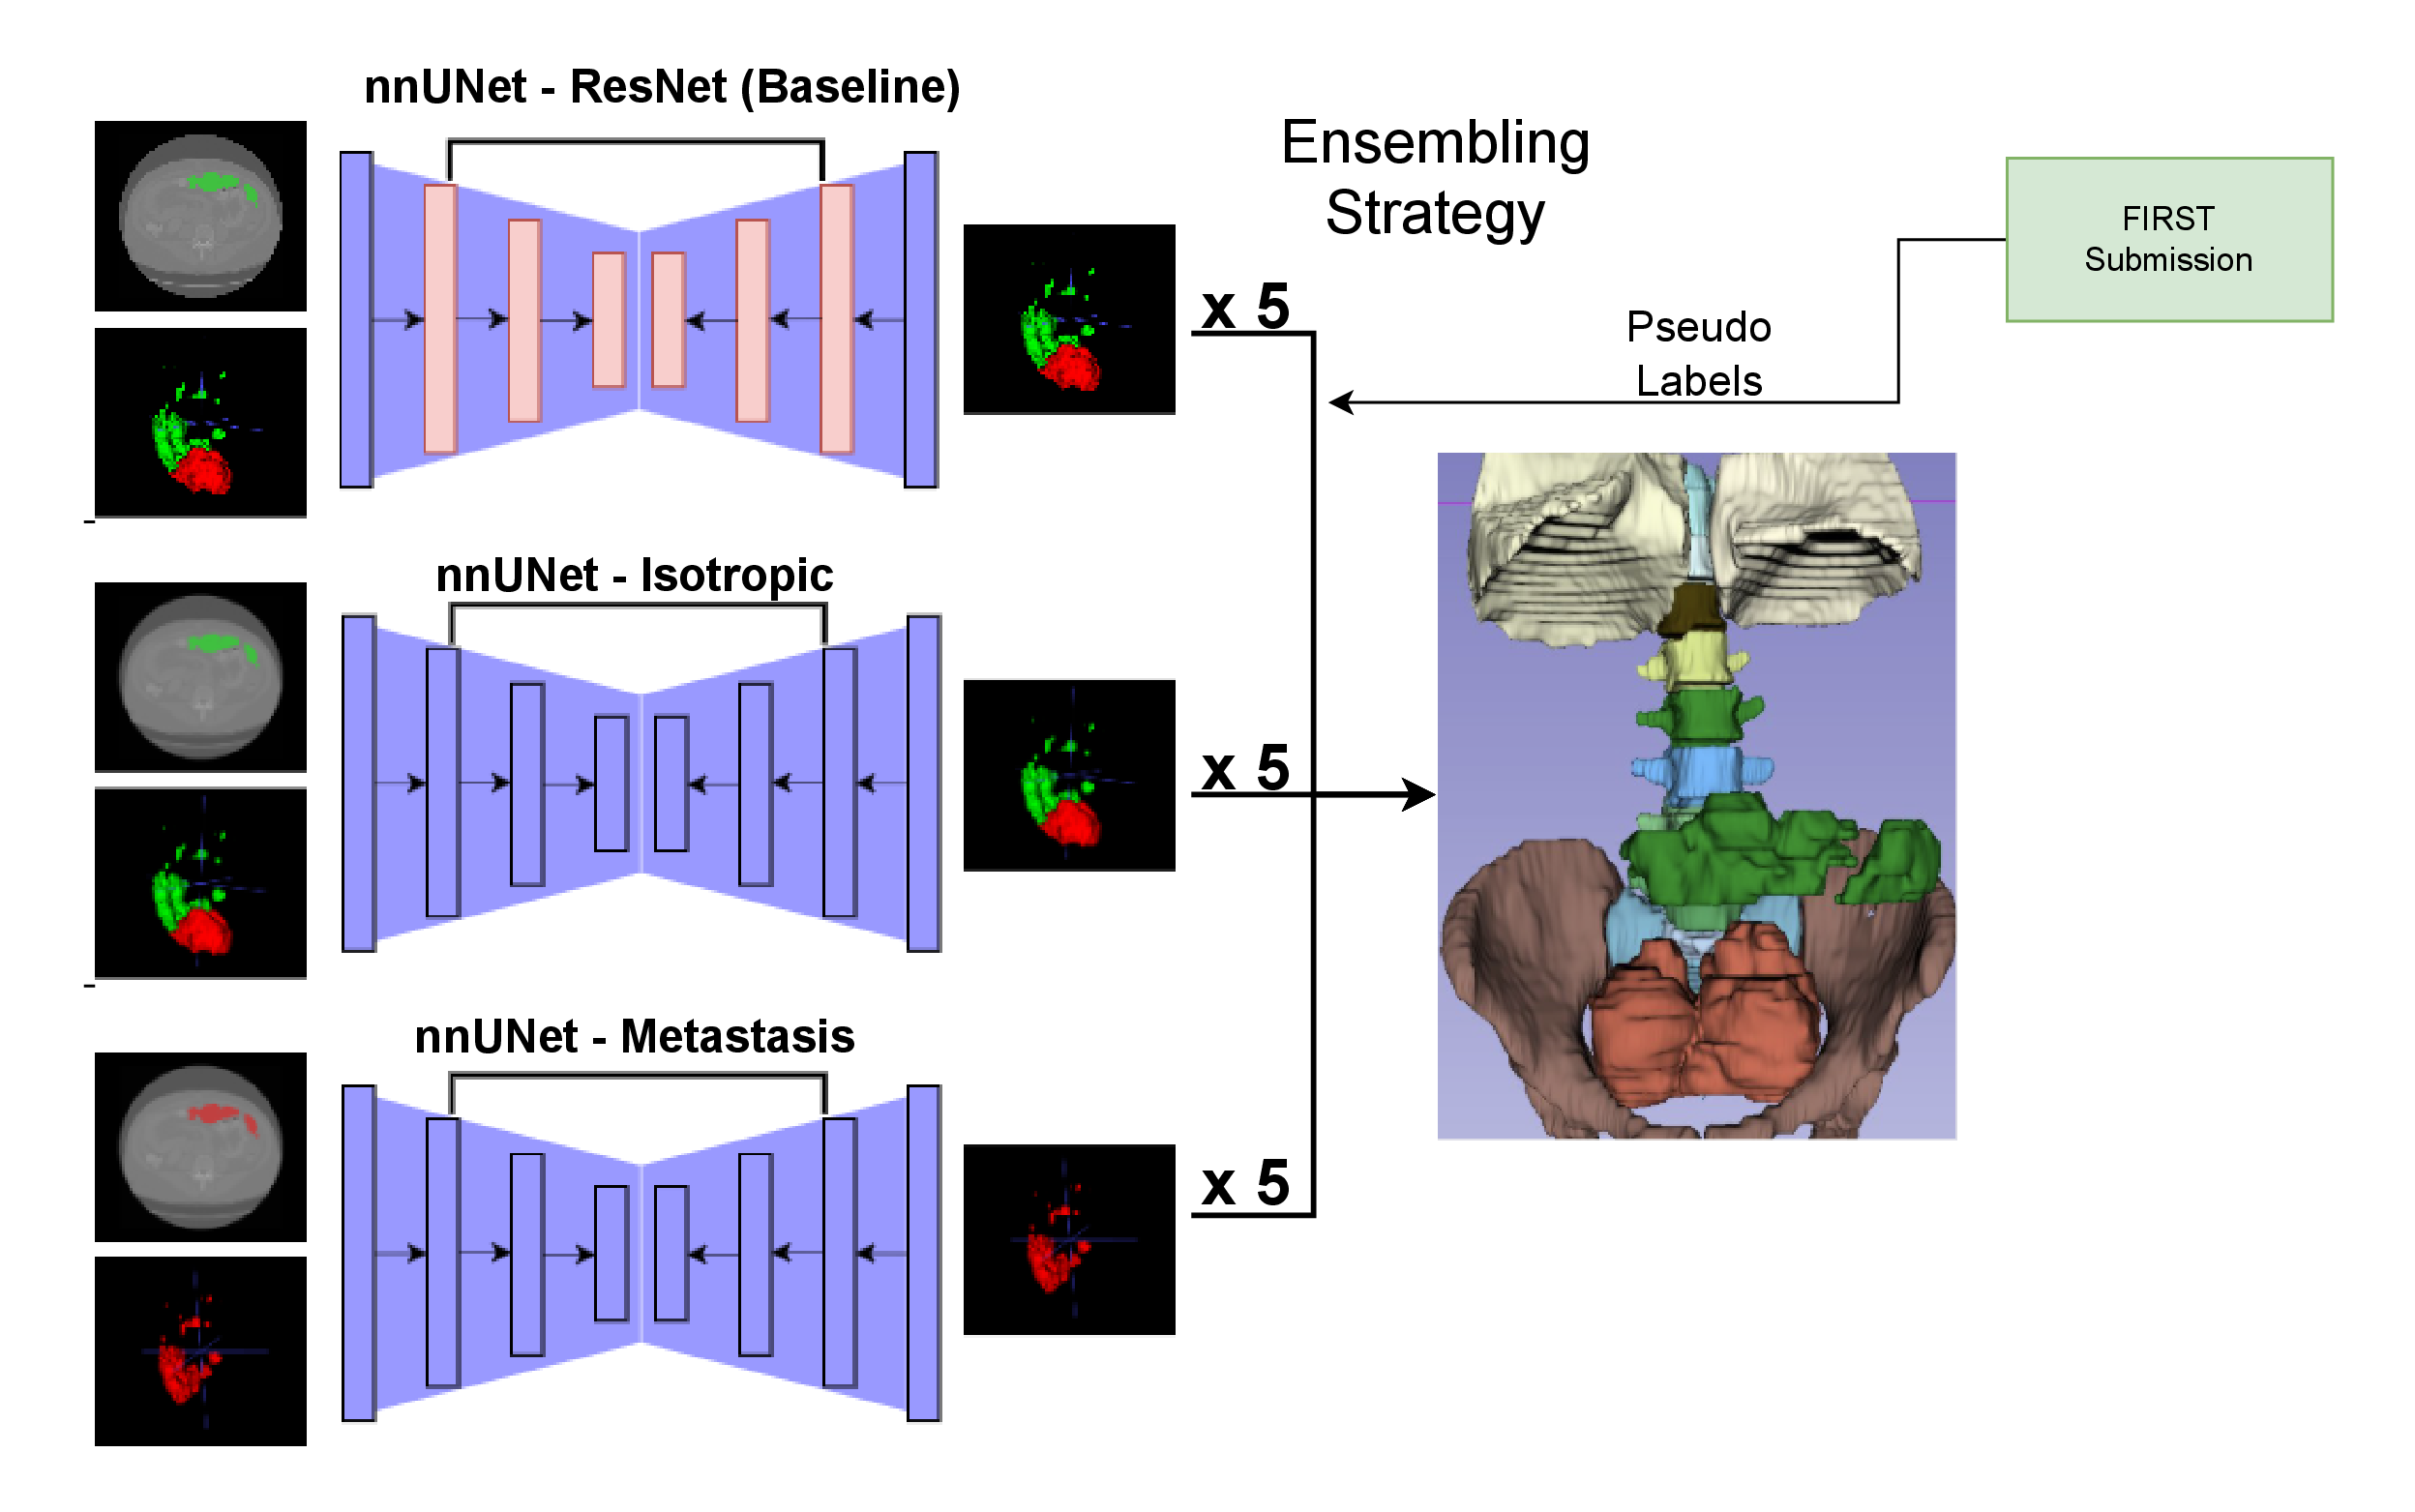 nnUNet - ResNet (Baseline)
Ensembling
Strategy
FIRST
Submission
x 5
Pseudo
Labels
nnUNet - Isotropic
x 5
nnUNet - Metastasis
x 5